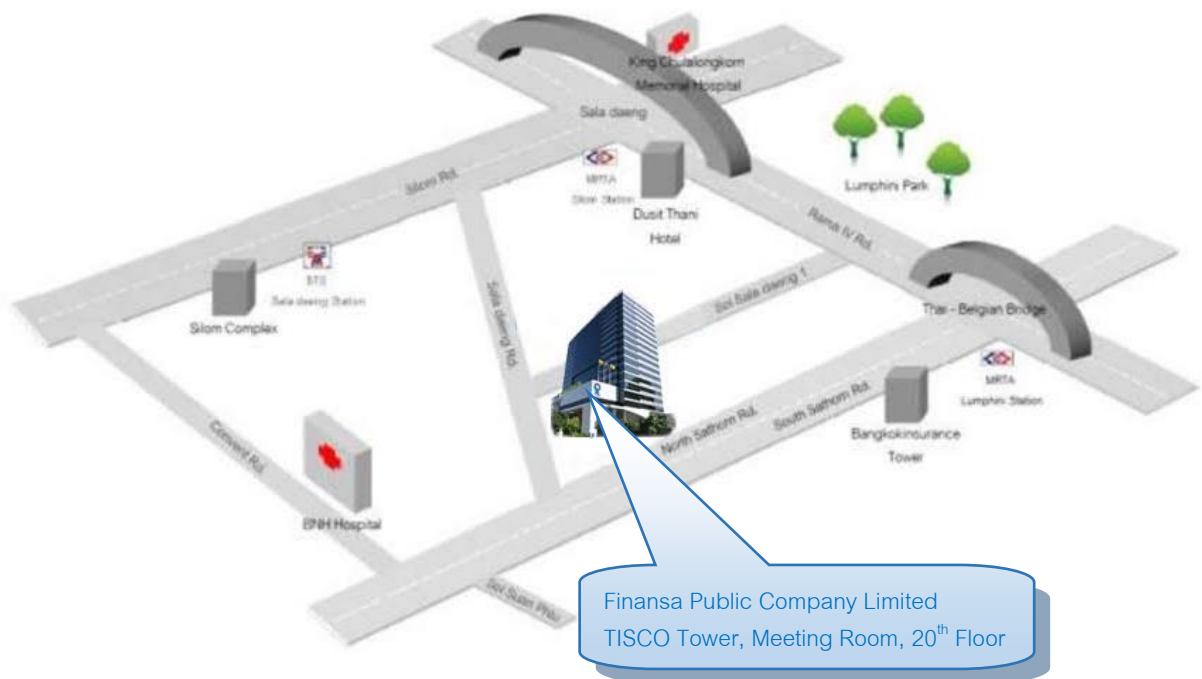 King Chulalongkorn
Memorial Hospital
Sala daeng
Silom Rd.
MRTA
Silom Station
Dusit Thani
Hotel
Lumphini Park
Rama IV Rd.
BTS
Sala daeng Station
Silom Complex
Sala daeng Rd.
Soi Sala daeng 1
Thai - Belgian Bridge
MRTA
Lumphini Station
Convent Rd.
North Sathorn Rd.
South Sathorn Rd.
Bangkokinsurance
Tower
BNH Hospital
Soi Suan Phlu
Finansa Public Company Limited
TISCO Tower, Meeting Room, 20th Floor